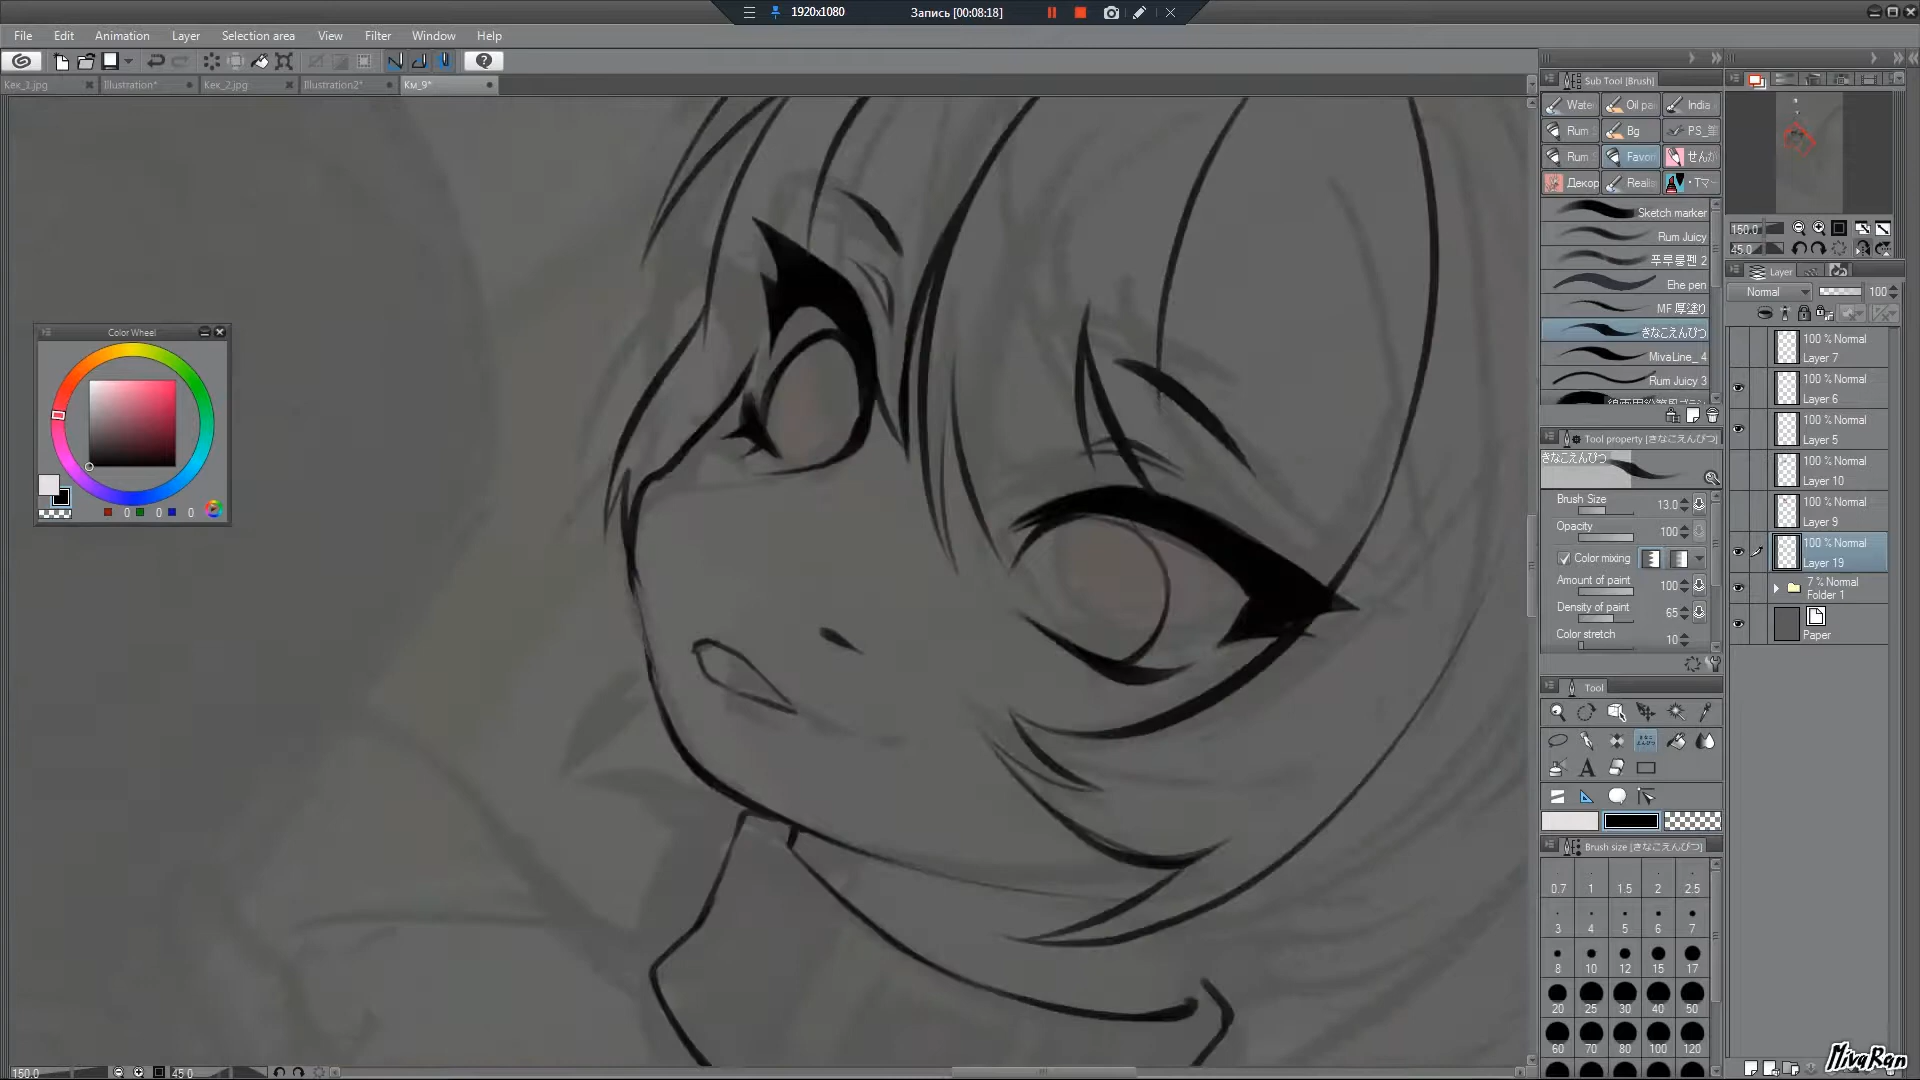 1920x1080 Запись [00:08:18]
File Edit Animation Layer Selection area View Filter Window Help
Кек_1.jpg Illustration* Кек_2.jpg Illustration2* Км_9*
Sub Tool [Brush]
Wate Oil pa India
Rum Bg PS_
Rum Favor せんか
Декор Realis ・Tマ
Sketch marker
Rum Juicy
푸루룽펜 2
Ehe pen
MF 厚塗り
きなこえんぴつ
MivaLine_ 4
Rum Juicy 3
150.0
45.0
Layer
Normal 100
100 % Normal
Layer 7
100 % Normal
Layer 6
100 % Normal
Layer 5
100 % Normal
Layer 10
100 % Normal
Layer 9
100 % Normal
Layer 19
7 % Normal
Folder 1
Paper
Color Wheel
0 0 0
Tool property [きなこえんぴつ]
きなこえんぴつ
Brush Size 13.0
Opacity 100
Color mixing
Amount of paint 100
Density of paint 65
Color stretch 10
Tool
Brush size [きなこえんぴつ]
0.7 1 1.5 2 2.5
3 4 5 6 7
8 10 12 15 17
20 25 30 40 50
60 70 80 100 120
150.0 45.0
MivaRan